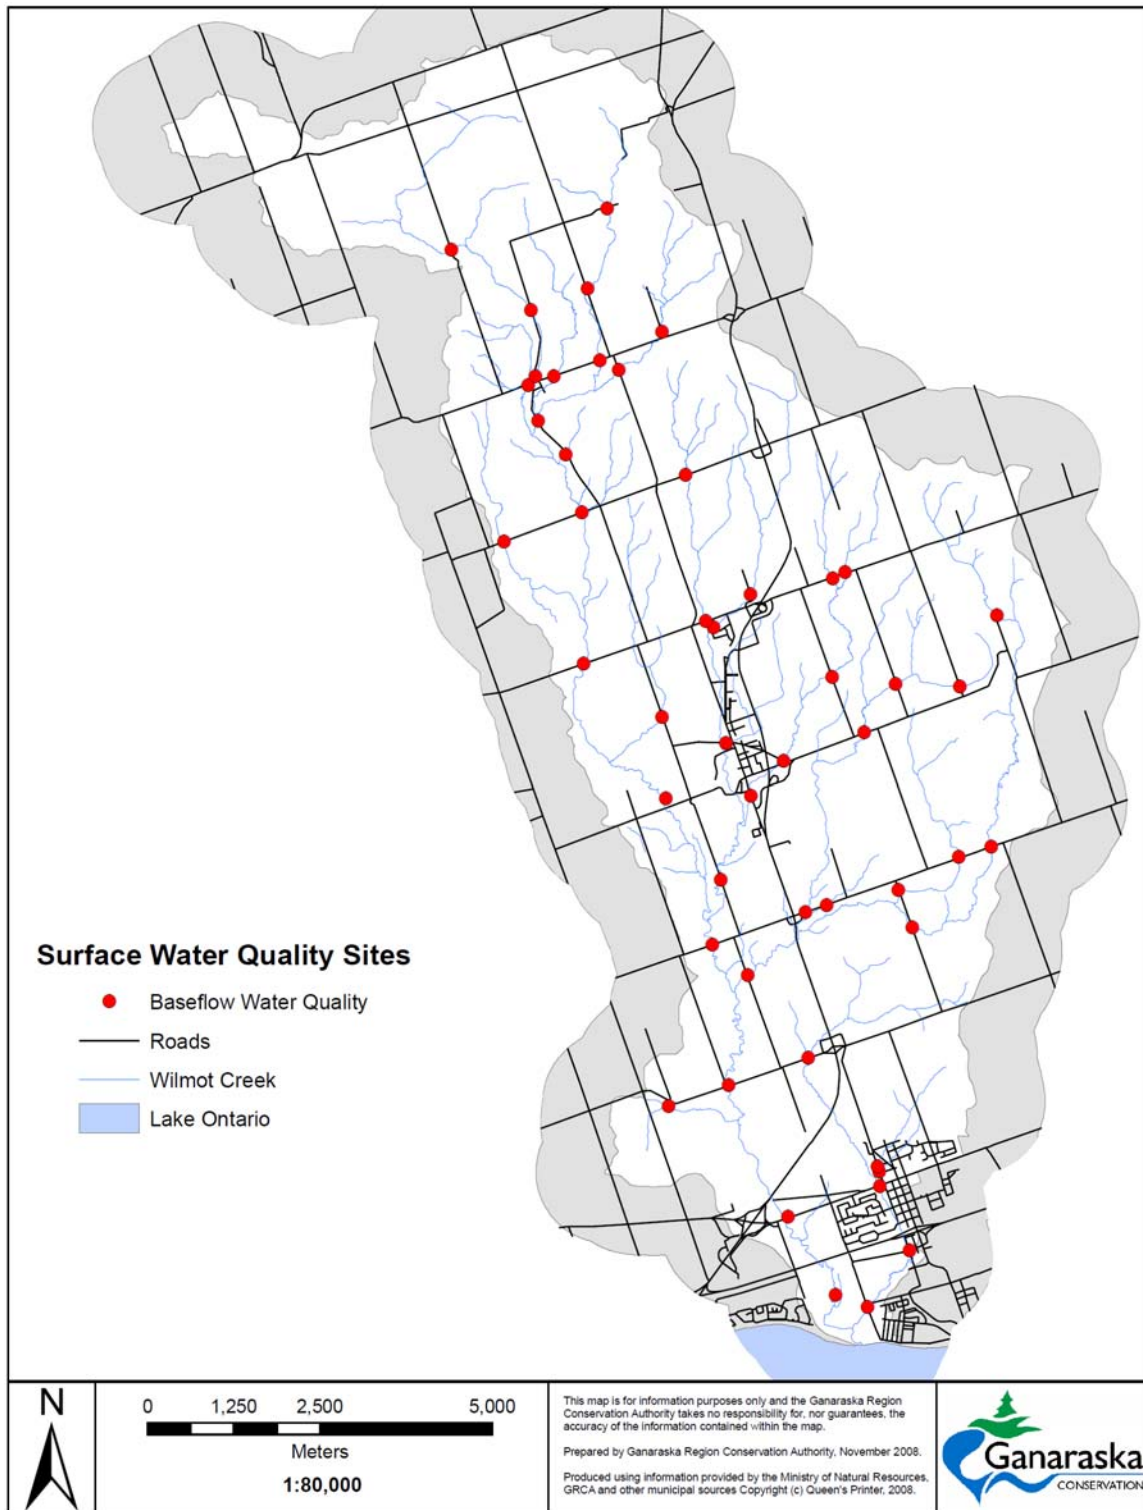 Surface Water Quality Sites
Baseflow Water Quality
Roads
Wilmot Creek
Lake Ontario
N
0 1,250 2,500 5,000
Meters
1:80,000
This map is for information purposes only and the Ganaraska Region
Conservation Authority takes no responsibility for, nor guarantees, the
accuracy of the information contained within the map.
Prepared by Ganaraska Region Conservation Authority, November 2008.
Produced using information provided by the Ministry of Natural Resources,
GRCA and other municipal sources Copyright (c) Queen's Printer, 2008.
Ganaraska
CONSERVATION